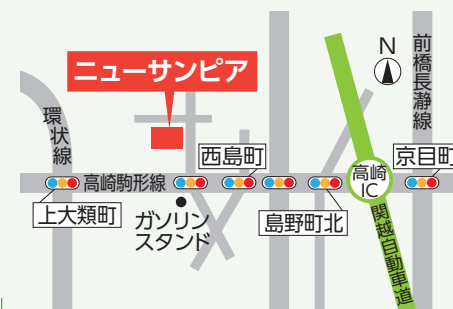 ニューサンピア
N
前橋長瀞線
環状線
西島町
京目町
高崎駒形線
高崎
IC
上大類町
ガソリン
スタンド
島野町北
関越自動車道